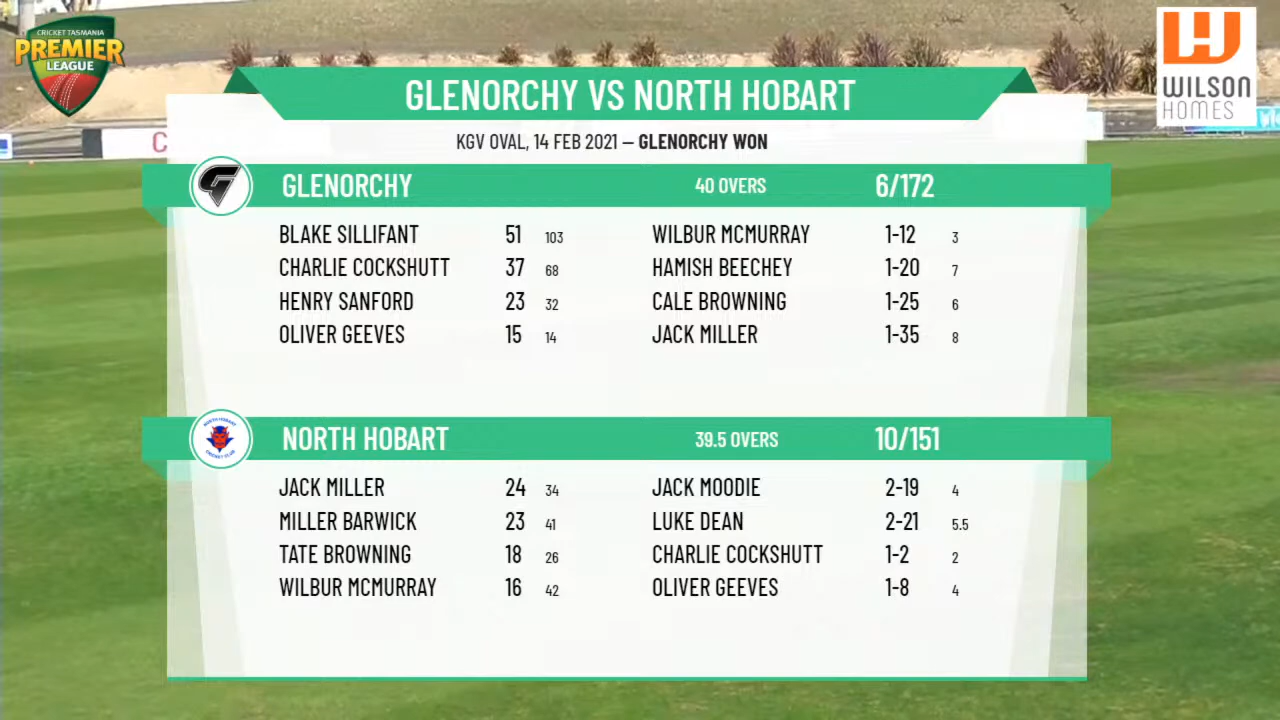 CRICKET TASMANIA
PREMIER
LEAGUE
WILSON
HOMES
GLENORCHY VS NORTH HOBART
KGV OVAL, 14 FEB 2021 – GLENORCHY WON
C
GLENORCHY 40 OVERS 6/172
BLAKE SILLIFANT 51 103 WILBUR MCMURRAY 1-12 3
CHARLIE COCKSHUTT 37 68 HAMISH BEECHEY 1-20 7
HENRY SANFORD 23 32 CALE BROWNING 1-25 6
OLIVER GEEVES 15 14 JACK MILLER 1-35 8
NORTH HOBART
CRICKET CLUB
NORTH HOBART 39.5 OVERS 10/151
JACK MILLER 24 34 JACK MOODIE 2-19 4
MILLER BARWICK 23 41 LUKE DEAN 2-21 5.5
TATE BROWNING 18 26 CHARLIE COCKSHUTT 1-2 2
WILBUR MCMURRAY 16 42 OLIVER GEEVES 1-8 4